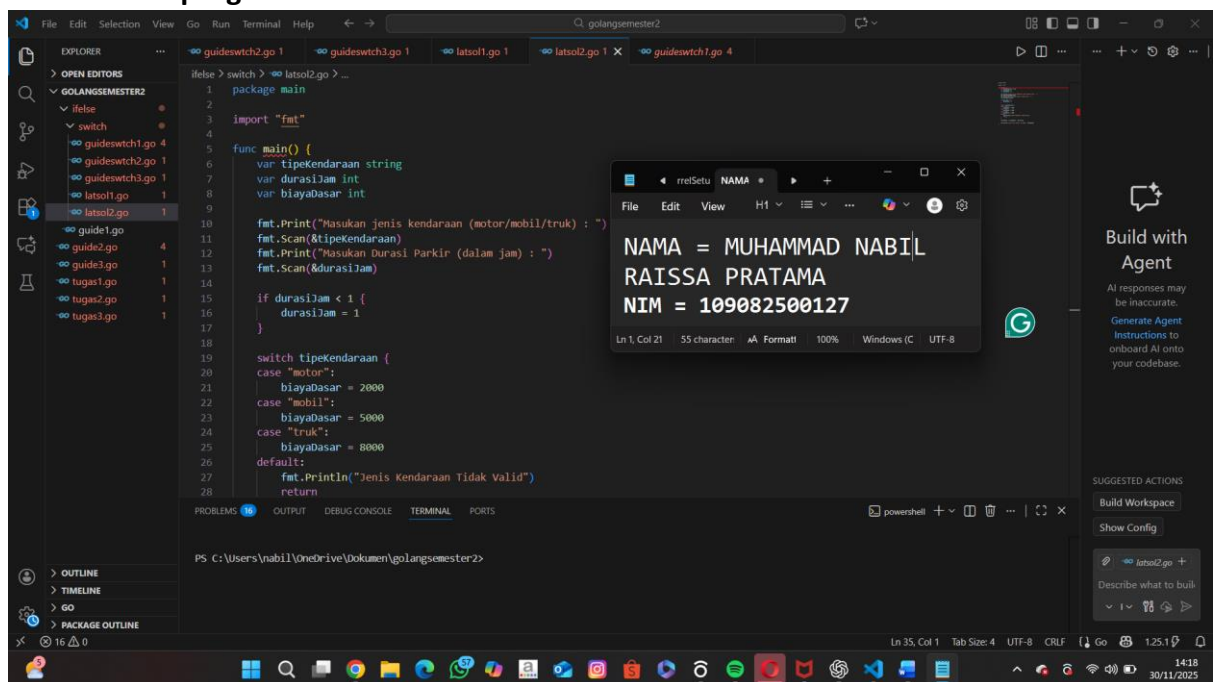 File Edit Selection View Go Run Terminal Help
golangsemester2
EXPLORER
guideswtch2.go 1
guideswtch3.go 1
latsol1.go 1
latsol2.go 1
guideswtch1.go 4
OPEN EDITORS
GOLANGSEMESTER2
ifelse
switch
guideswtch1.go 4
guideswtch2.go 1
guideswtch3.go 1
latsol1.go 1
latsol2.go 1
guide1.go
guide2.go 4
guide3.go 1
tugas1.go 1
tugas2.go 1
tugas3.go 1
OUTLINE
TIMELINE
GO
PACKAGE OUTLINE
ifelse > switch > latsol2.go > ...
1 package main
2
3 import "fmt"
4
5 func main() {
6 var tipeKendaraan string
7 var durasiJam int
8 var biayaDasar int
9
10 fmt.Print("Masukan jenis kendaraan (motor/mobil/truk) : ")
11 fmt.Scan(&tipeKendaraan)
12 fmt.Print("Masukan Durasi Parkir (dalam jam) : ")
13 fmt.Scan(&durasiJam)
14
15 if durasiJam < 1 {
16 durasiJam = 1
17 }
18
19 switch tipeKendaraan {
20 case "motor":
21 biayaDasar = 2000
22 case "mobil":
23 biayaDasar = 5000
24 case "truk":
25 biayaDasar = 8000
26 default:
27 fmt.Println("Jenis Kendaraan Tidak Valid")
28 return
rrelSetu NAMA
File Edit View H1
NAMA = MUHAMMAD NABIL
RAISSA PRATAMA
NIM = 109082500127
Ln 1, Col 21 55 character Formatt 100% Windows (C UTF-8
PROBLEMS 16 OUTPUT DEBUG CONSOLE TERMINAL PORTS
powershell
PS C:\Users\nabil\OneDrive\Dokumen\golangsemester2>
Build with
Agent
AI responses may
be inaccurate.
Generate Agent
Instructions to
onboard AI onto
your codebase.
SUGGESTED ACTIONS
Build Workspace
Show Config
latsol2.go
Describe what to buil
16 0
Ln 35, Col 1 Tab Size: 4 UTF-8 CRLF Go 1.25.1
14:18
30/11/2025